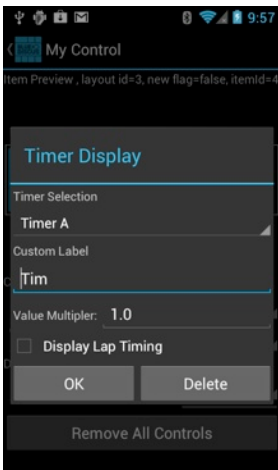 9:57
My Control
Item Preview , layout id=3, new flag=false, itemId=4
Timer Display
Timer Selection
Timer A
Custom Label
Tim
Value Multipler: 1.0
Display Lap Timing
OK Delete
Remove All Controls